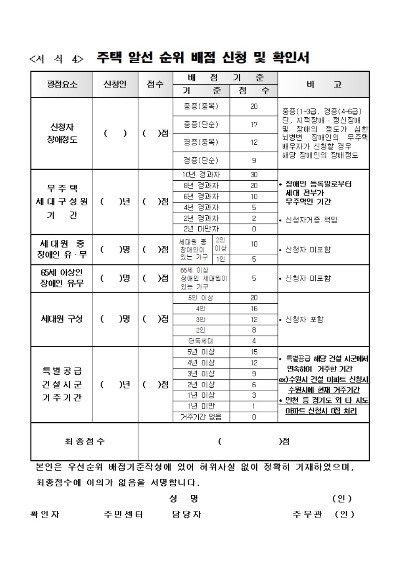 <서 식 4> 주택 알선 순위 배점 신청 및 확인서
평점요소 신청인 점수 배 점 기 준 비 고
기 준 점 수
신청자
장애정도
( ) ( )점
중증(중복) 20
중증(단순) 17
경증(중복) 12
경증(단순) 9
중증(1-3급, 경증(4-6급)
단, 지적장애·정신장애
및 장애의 정도가 심한
뇌병변 장애인의 무주택
배우자가 신청할 경우
해당 장애인의 장애정도
무 주 택
세 대 구 성 원
기 간
( )년 ( )점
10년 경과자 30
8년 경과자 20
6년 경과자 10
4년 경과자 5
2년 경과자 2
2년 미만자 0
• 장애인 등록일로부터
세대 전부가
무주택인 기간
• 신청자
세 대 원 중
장애인 유·무
( )명 ( )점
세대원 중
장애인이
있는 가구
2인
이상
10
1인 5
• 신청자 미포함
65세 이상인
장애인 유·무
( )명 ( )점
65세 이상
장애인 세대원이
있는 가구
5
• 신청자 미포함
세대원 구성 ( )명 ( )점
5인 이상 20
4인 16
3인 12
2인 8
단독세대 4
• 신청자 포함
특 별 공 급
건 설 시 군
거 주 기 간
( )년 ( )점
5년 이상 15
4년 이상 12
3년 이상 9
2년 이상 6
1년 이상 3
1년 미만 1
거주기간 없음 0
• 특별공급 해당 건설 시군에서
연속하여 거주한 기간
ex)수원시 건설 아파트 신청시
수원시에 현재 거주기간
• 인천 등 경기도 외 타 시도
아파트 신청시 0점 처리
최 종 점 수 ( )점
본인은 우선순위 배점기준작성에 있어 허위사실 없이 정확히 기재하였으며,
최종점수에 이의가 없음을 서명합니다.
성 명 (인)
확 인 자 주 민 센 터 담 당 자 주 무 관 (인)